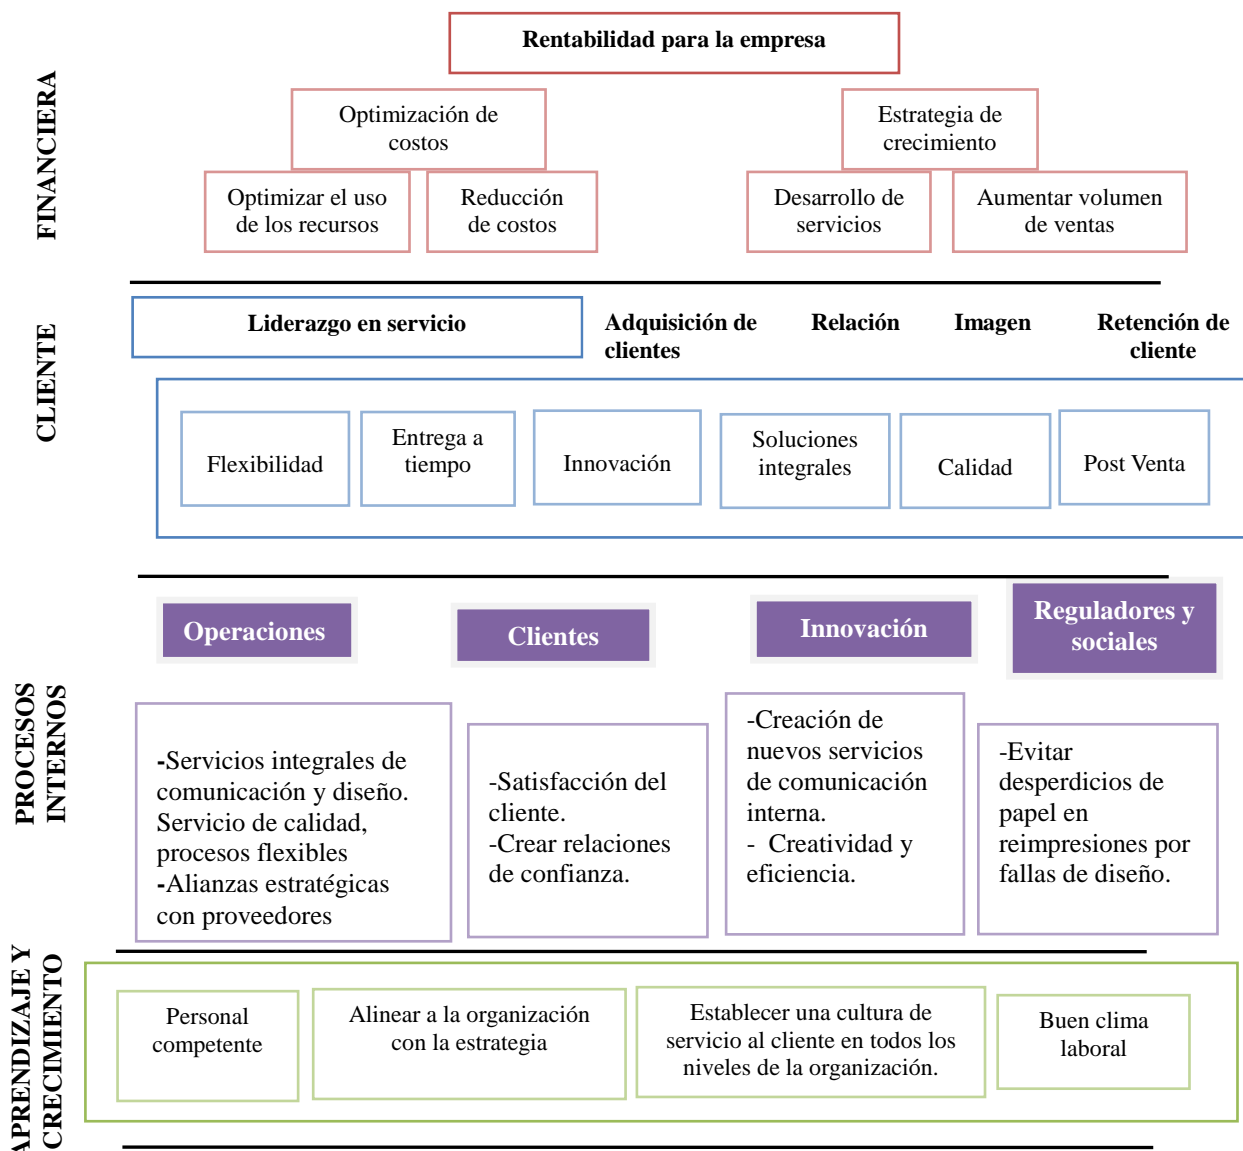 FINANCIERA
Rentabilidad para la empresa
Optimización de
costos
Estrategia de
crecimiento
Optimizar el uso
de los recursos
Reducción
de costos
Desarrollo de
servicios
Aumentar volumen
de ventas
CLIENTE
Liderazgo en servicio
Adquisición de
clientes
Relación
Imagen
Retención de
cliente
Flexibilidad
Entrega a
tiempo
Innovación
Soluciones
integrales
Calidad
Post Venta
PROCESOS
INTERNOS
Operaciones
Clientes
Innovación
Reguladores y
sociales
-Servicios integrales de
comunicación y diseño.
Servicio de calidad,
procesos flexibles
-Alianzas estratégicas
con proveedores
-Satisfacción del
cliente.
-Crear relaciones
de confianza.
-Creación de
nuevos servicios
de comunicación
interna.
- Creatividad y
eficiencia.
-Evitar
desperdicios de
papel en
reimpresiones por
fallas de diseño.
APRENDIZAJE Y
CRECIMIENTO
Personal
competente
Alinear a la organización
con la estrategia
Establecer una cultura de
servicio al cliente en todos los
niveles de la organización.
Buen clima
laboral